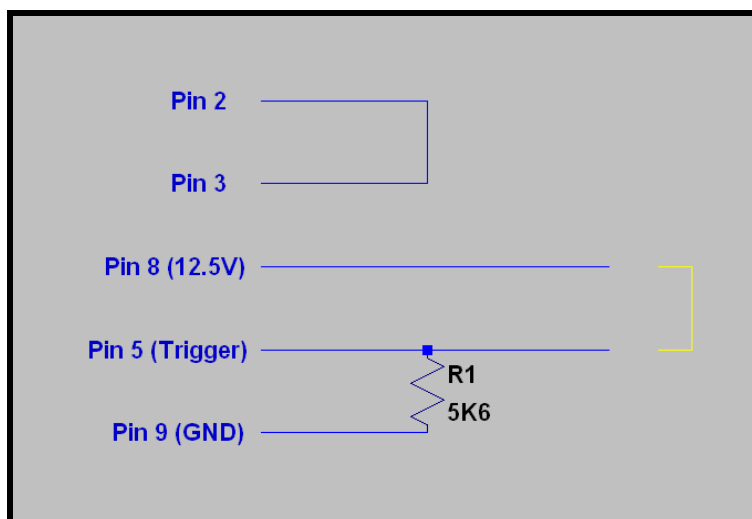 Pin 2
Pin 3
Pin 8 (12.5V)
Pin 5 (Trigger)
R1
5K6
Pin 9 (GND)